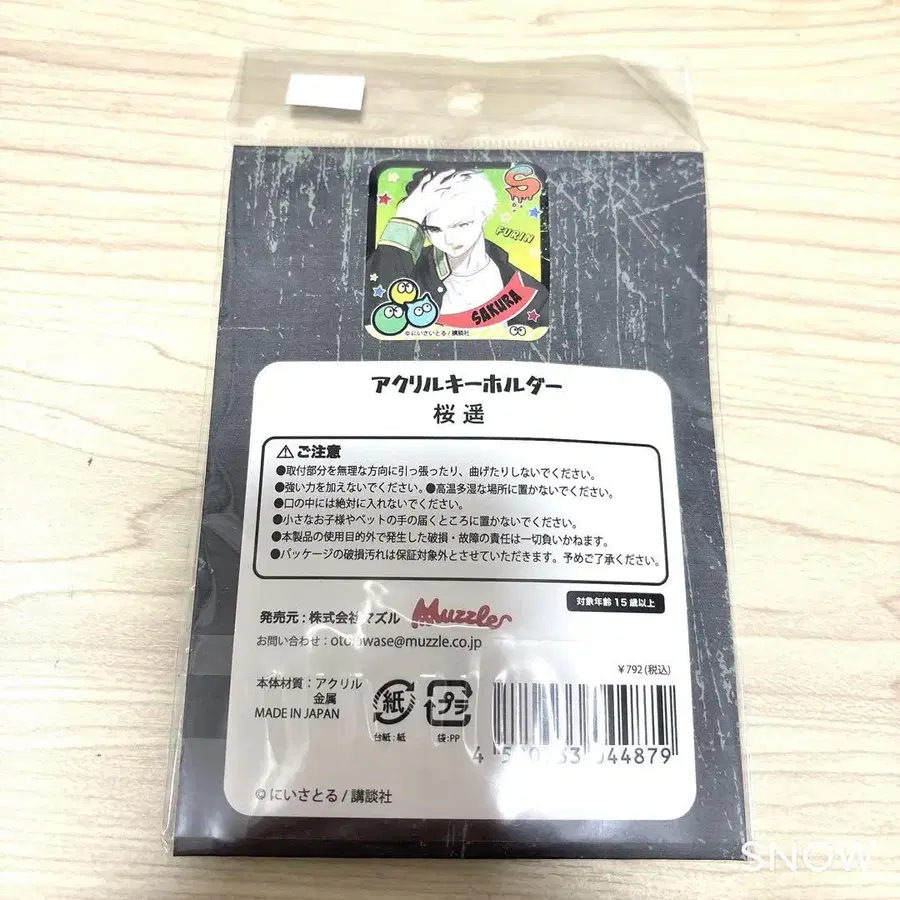 S
FURIN
SAKURA
©にいさとる/講談社
アクリルキーホルダー
桜 遥
⚠ご注意
●取付部分を無理な方向に引っ張ったり、曲げたりしないでください。
●強い力を加えないでください。●高温多湿な場所に置かないでください。
●口の中には絶対に入れないでください。
●小さなお子様やペットの手の届くところに置かないでください。
●本製品の使用目的外で発生した破損・故障の責任は一切負いかねます。
●パッケージの破損汚れは保証対象外とさせていただきます。予めご了承ください。
対象年齢15歳以上
発売元:株式会社マズル Muzzle
お問い合わせ:otoiawase@muzzle.co.jp
¥792(税込)
本体材質:アクリル
金属
MADE IN JAPAN
紙
プラ
台紙:紙
袋:PP
©にいさとる/講談社
SNOW